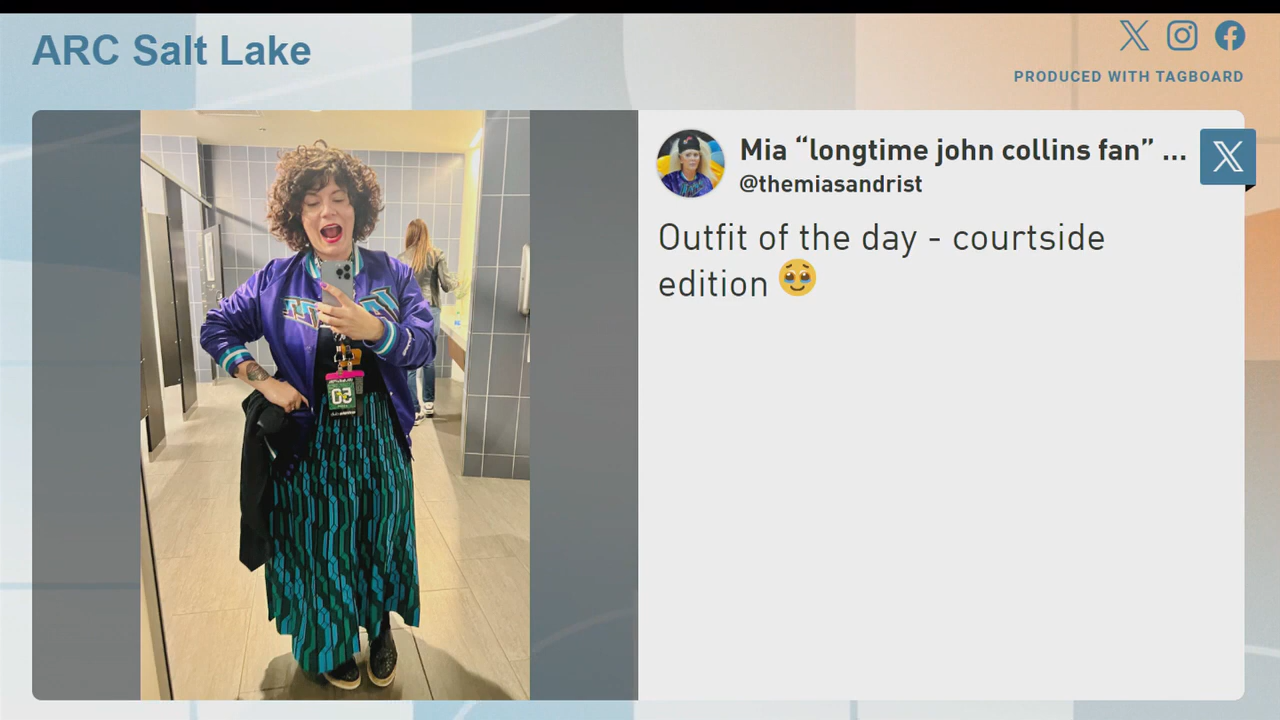 ARC Salt Lake
PRODUCED WITH TAGBOARD
Mia “longtime john collins fan” ...
@themiasandrist
Outfit of the day - courtside
edition 🥹